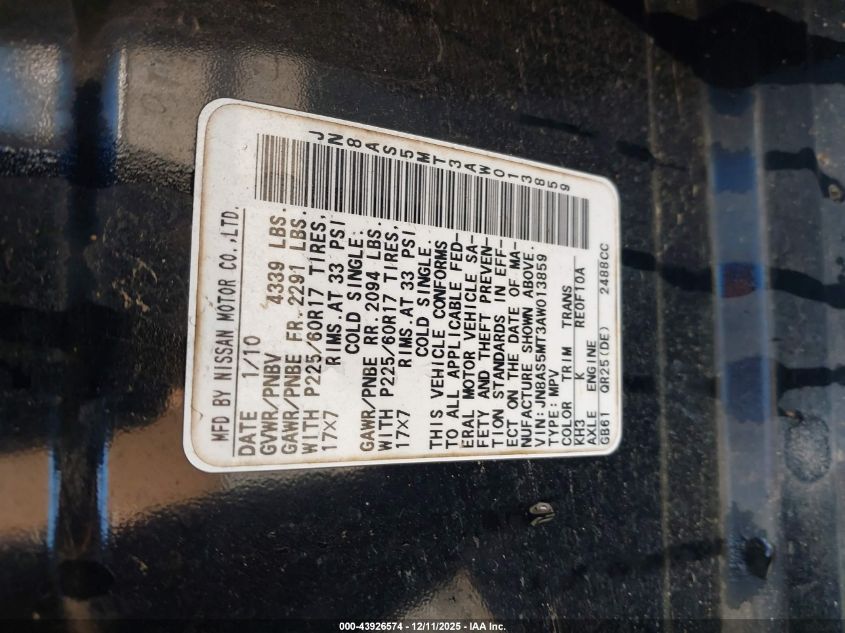 MFD BY NISSAN MOTOR CO.,LTD.
DATE 1/10
GVWR/PNBV 4339 LBS.
GAWR/PNBE FR. 2291 LBS.
WITH P225/60R17 TIRES,
17X7 RIMS.AT 33 PSI
COLD SINGLE.
GAWR/PNBE RR. 2094 LBS.
WITH P225/60R17 TIRES,
17X7 RIMS.AT 33 PSI
COLD SINGLE.
THIS VEHICLE CONFORMS
TO ALL APPLICABLE FED-
ERAL MOTOR VEHICLE SA-
FETY AND THEFT PREVEN-
TION STANDARDS IN EFF-
ECT ON THE DATE OF MA-
NUFACTURE SHOWN ABOVE.
VIN:JN8AS5MT3AW013859
TYPE:MPV
COLOR TRIM TRANS
KH3 K RE0F10A
AXLE ENGINE
GB61 QR25(DE) 2488CC
JN8AS5MT3AW013859
000-43926574 - 12/11/2025 - IAA Inc.